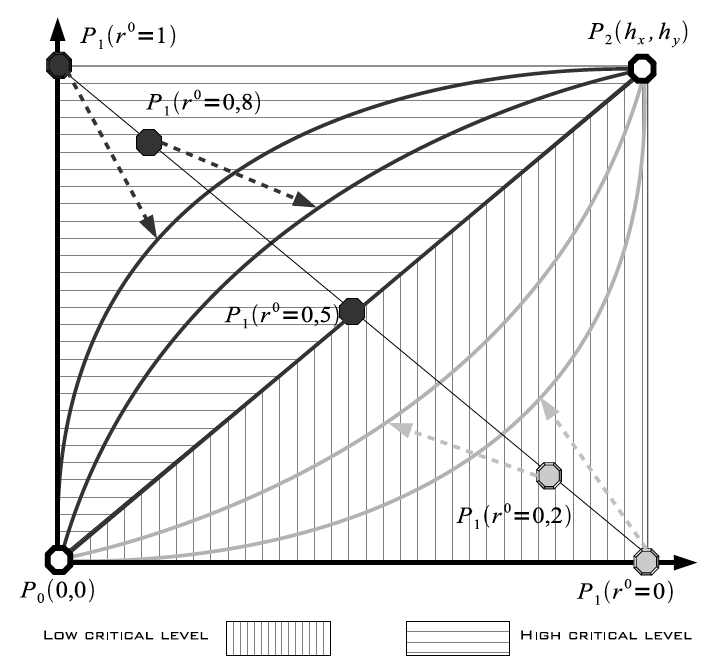 P₁(r⁰=1)
P₂(hₓ, hᵧ)
P₁(r⁰=0,8)
P₁(r⁰=0,5)
P₁(r⁰=0,2)
P₀(0,0)
P₁(r⁰=0)
LOW CRITICAL LEVEL
HIGH CRITICAL LEVEL